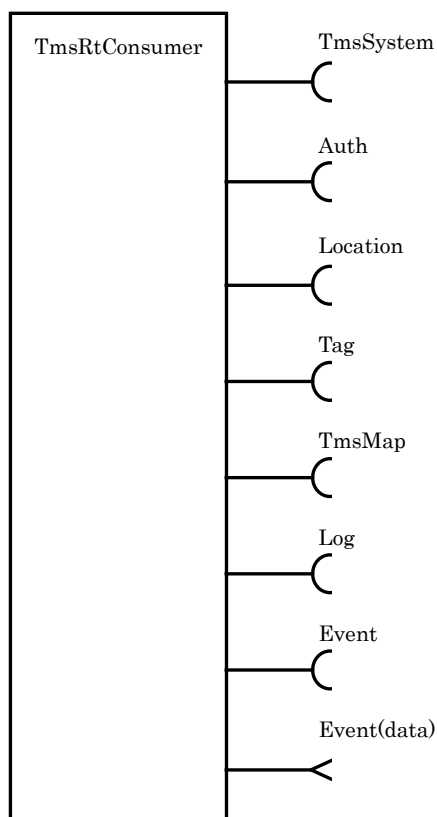 TmsRtConsumer
TmsSystem
Auth
Location
Tag
TmsMap
Log
Event
Event(data)